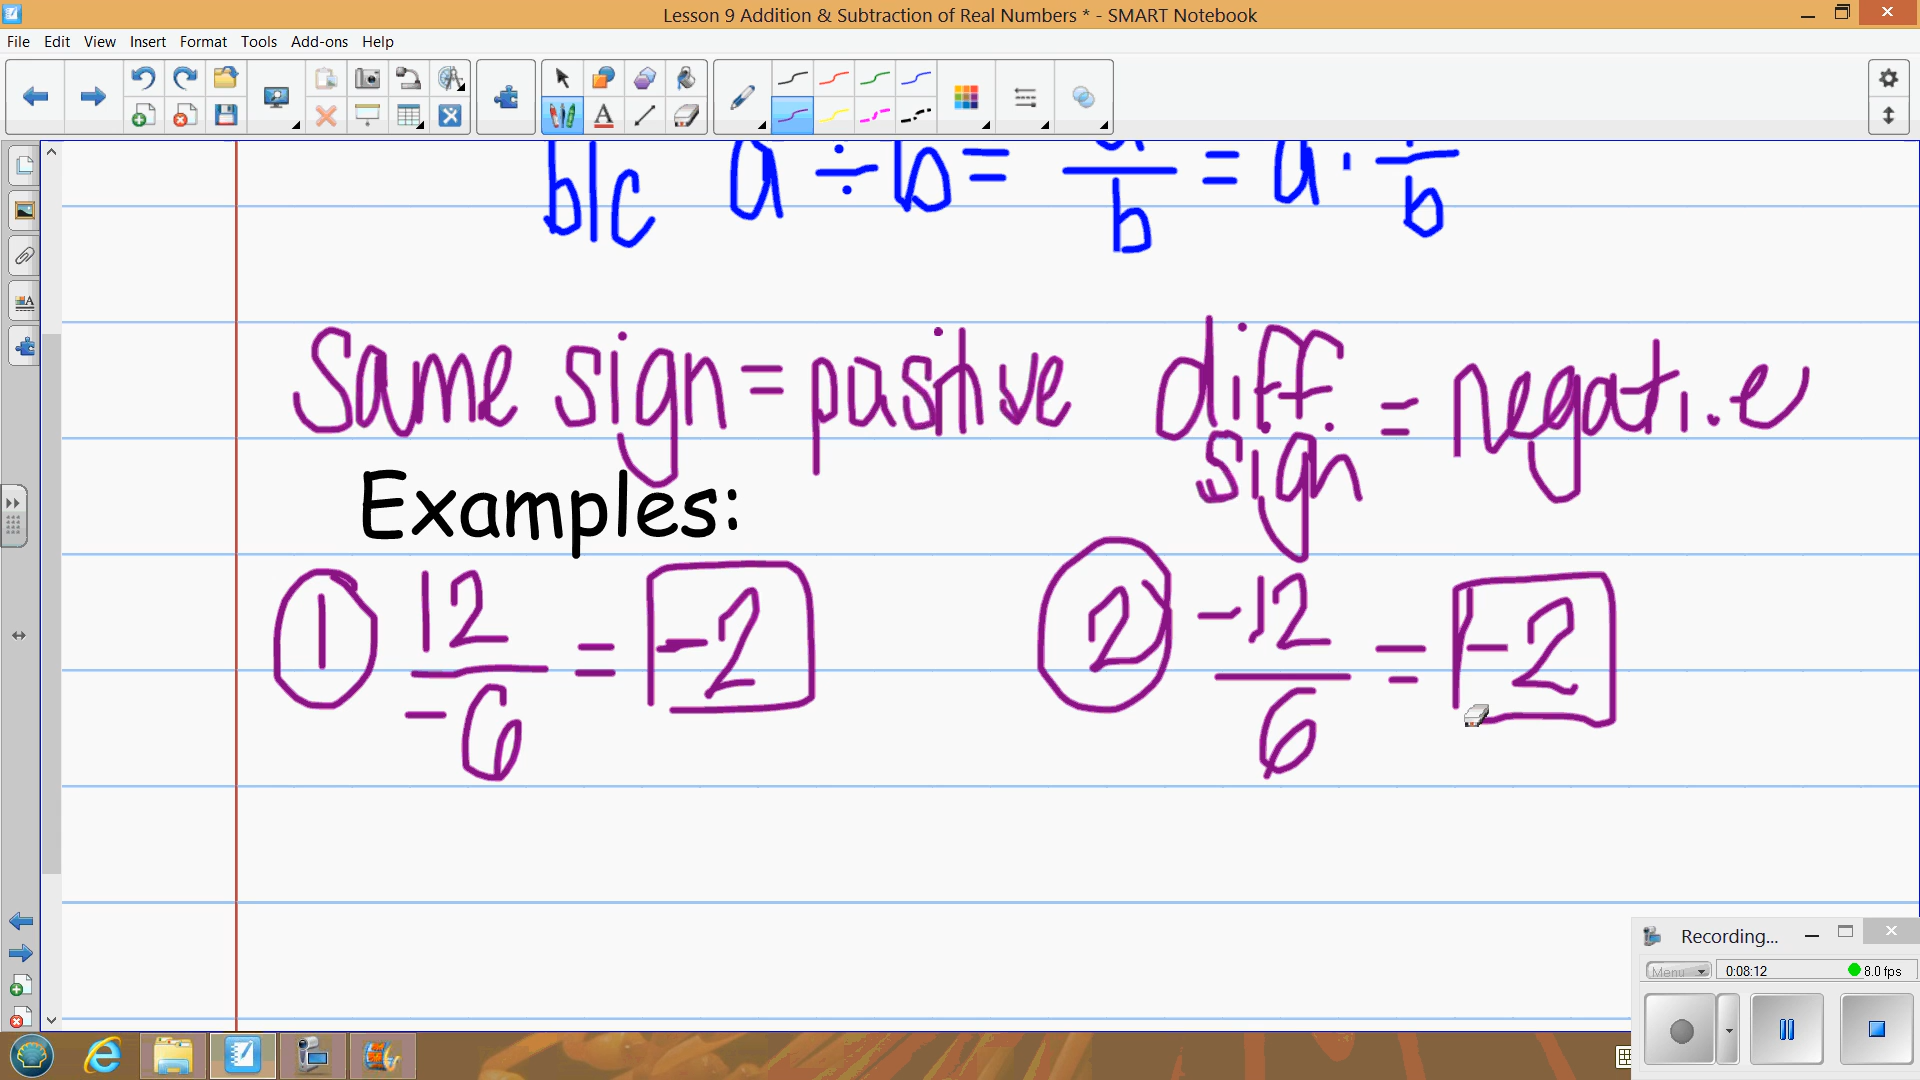 Lesson 9 Addition & Subtraction of Real Numbers * - SMART Notebook
File Edit View Insert Format Tools Add-ons Help
b/c a ÷ b = a/b = a · 1/b
Same sign = positive diff. sign = negative
Examples:
① 12/-6 = -2 ② -12/6 = -2
Recording...
Menu 0:08:12 8.0 fps